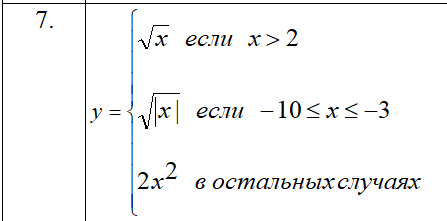 7.
√x если x > 2
y = { √|x| если −10 ≤ x ≤ −3
2x² в остальных случаях